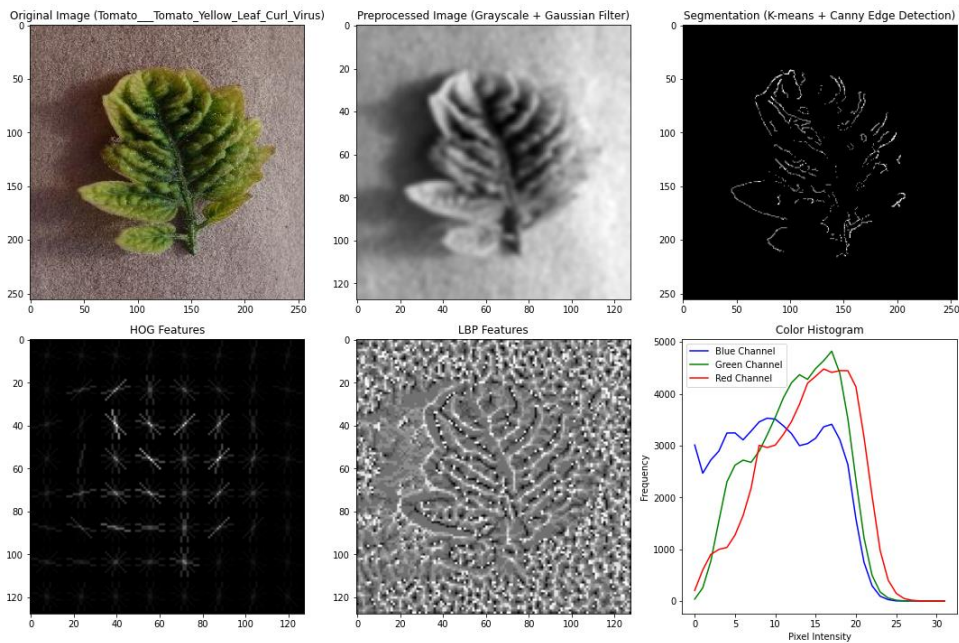 Original Image (Tomato___Tomato_Yellow_Leaf_Curl_Virus)
0
50
100
150
200
250
0 50 100 150 200 250
Preprocessed Image (Grayscale + Gaussian Filter)
0
20
40
60
80
100
120
0 20 40 60 80 100 120
Segmentation (K-means + Canny Edge Detection)
0
50
100
150
200
250
0 50 100 150 200 250
HOG Features
0
20
40
60
80
100
120
0 20 40 60 80 100 120
LBP Features
0
20
40
60
80
100
120
0 20 40 60 80 100 120
Color Histogram
Blue Channel
Green Channel
Red Channel
Frequency
5000
4000
3000
2000
1000
0
0 5 10 15 20 25 30
Pixel Intensity